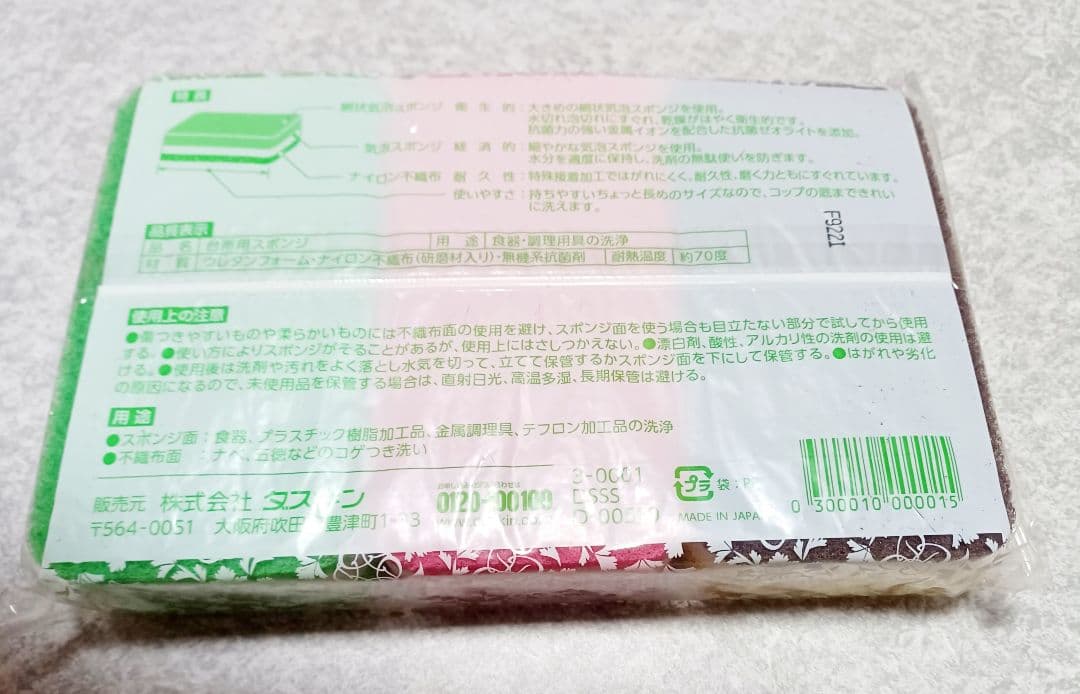 特長
網状気泡スポンジ 衛生的：大きめの網状気泡スポンジを使用。
水切れ泡切れにすぐれ、乾燥がはやく衛生的です。
抗菌力の強い金属イオンを配合した抗菌ゼオライトを添加。
気泡スポンジ 経済的：細やかな気泡スポンジを使用。
水分を適度に保持し、洗剤の無駄使いを防ぎます。
ナイロン不織布 耐久性：特殊接着加工ではがれにくく、耐久性、磨く力ともにすぐれています。
使いやすさ：持ちやすいちょっと長めのサイズなので、コップの底まできれい
に洗えます。
F9221
品質表示
品名 台所用スポンジ 用途 食器・調理用具の洗浄
材質 ウレタンフォーム・ナイロン不織布(研磨材入り)・無機系抗菌剤 耐熱温度 約70度
使用上の注意
●傷つきやすいものや柔らかいものには不織布面の使用を避け、スポンジ面を使う場合も目立たない部分で試してから使用
する。●使い方によりスポンジがそることがあるが、使用上にはさしつかえない。●漂白剤、酸性、アルカリ性の洗剤の使用は避
ける。●使用後は洗剤や汚れをよく落とし水気を切って、立てて保管するかスポンジ面を下にして保管する。●はがれや劣化
の原因になるので、未使用品を保管する場合は、直射日光、高温多湿、長期保管は避ける。
用途
●スポンジ面：食器、プラスチック樹脂加工品、金属調理具、テフロン加工品の洗浄
●不織布面：ナベ、五徳などのコゲつき洗い
販売元 株式会社 ダスキン
〒564-0051 大阪府吹田市豊津町1-33
0120-100100
3-0001
DSSS
プラ 袋：PP
MADE IN JAPAN
0 300010 000015